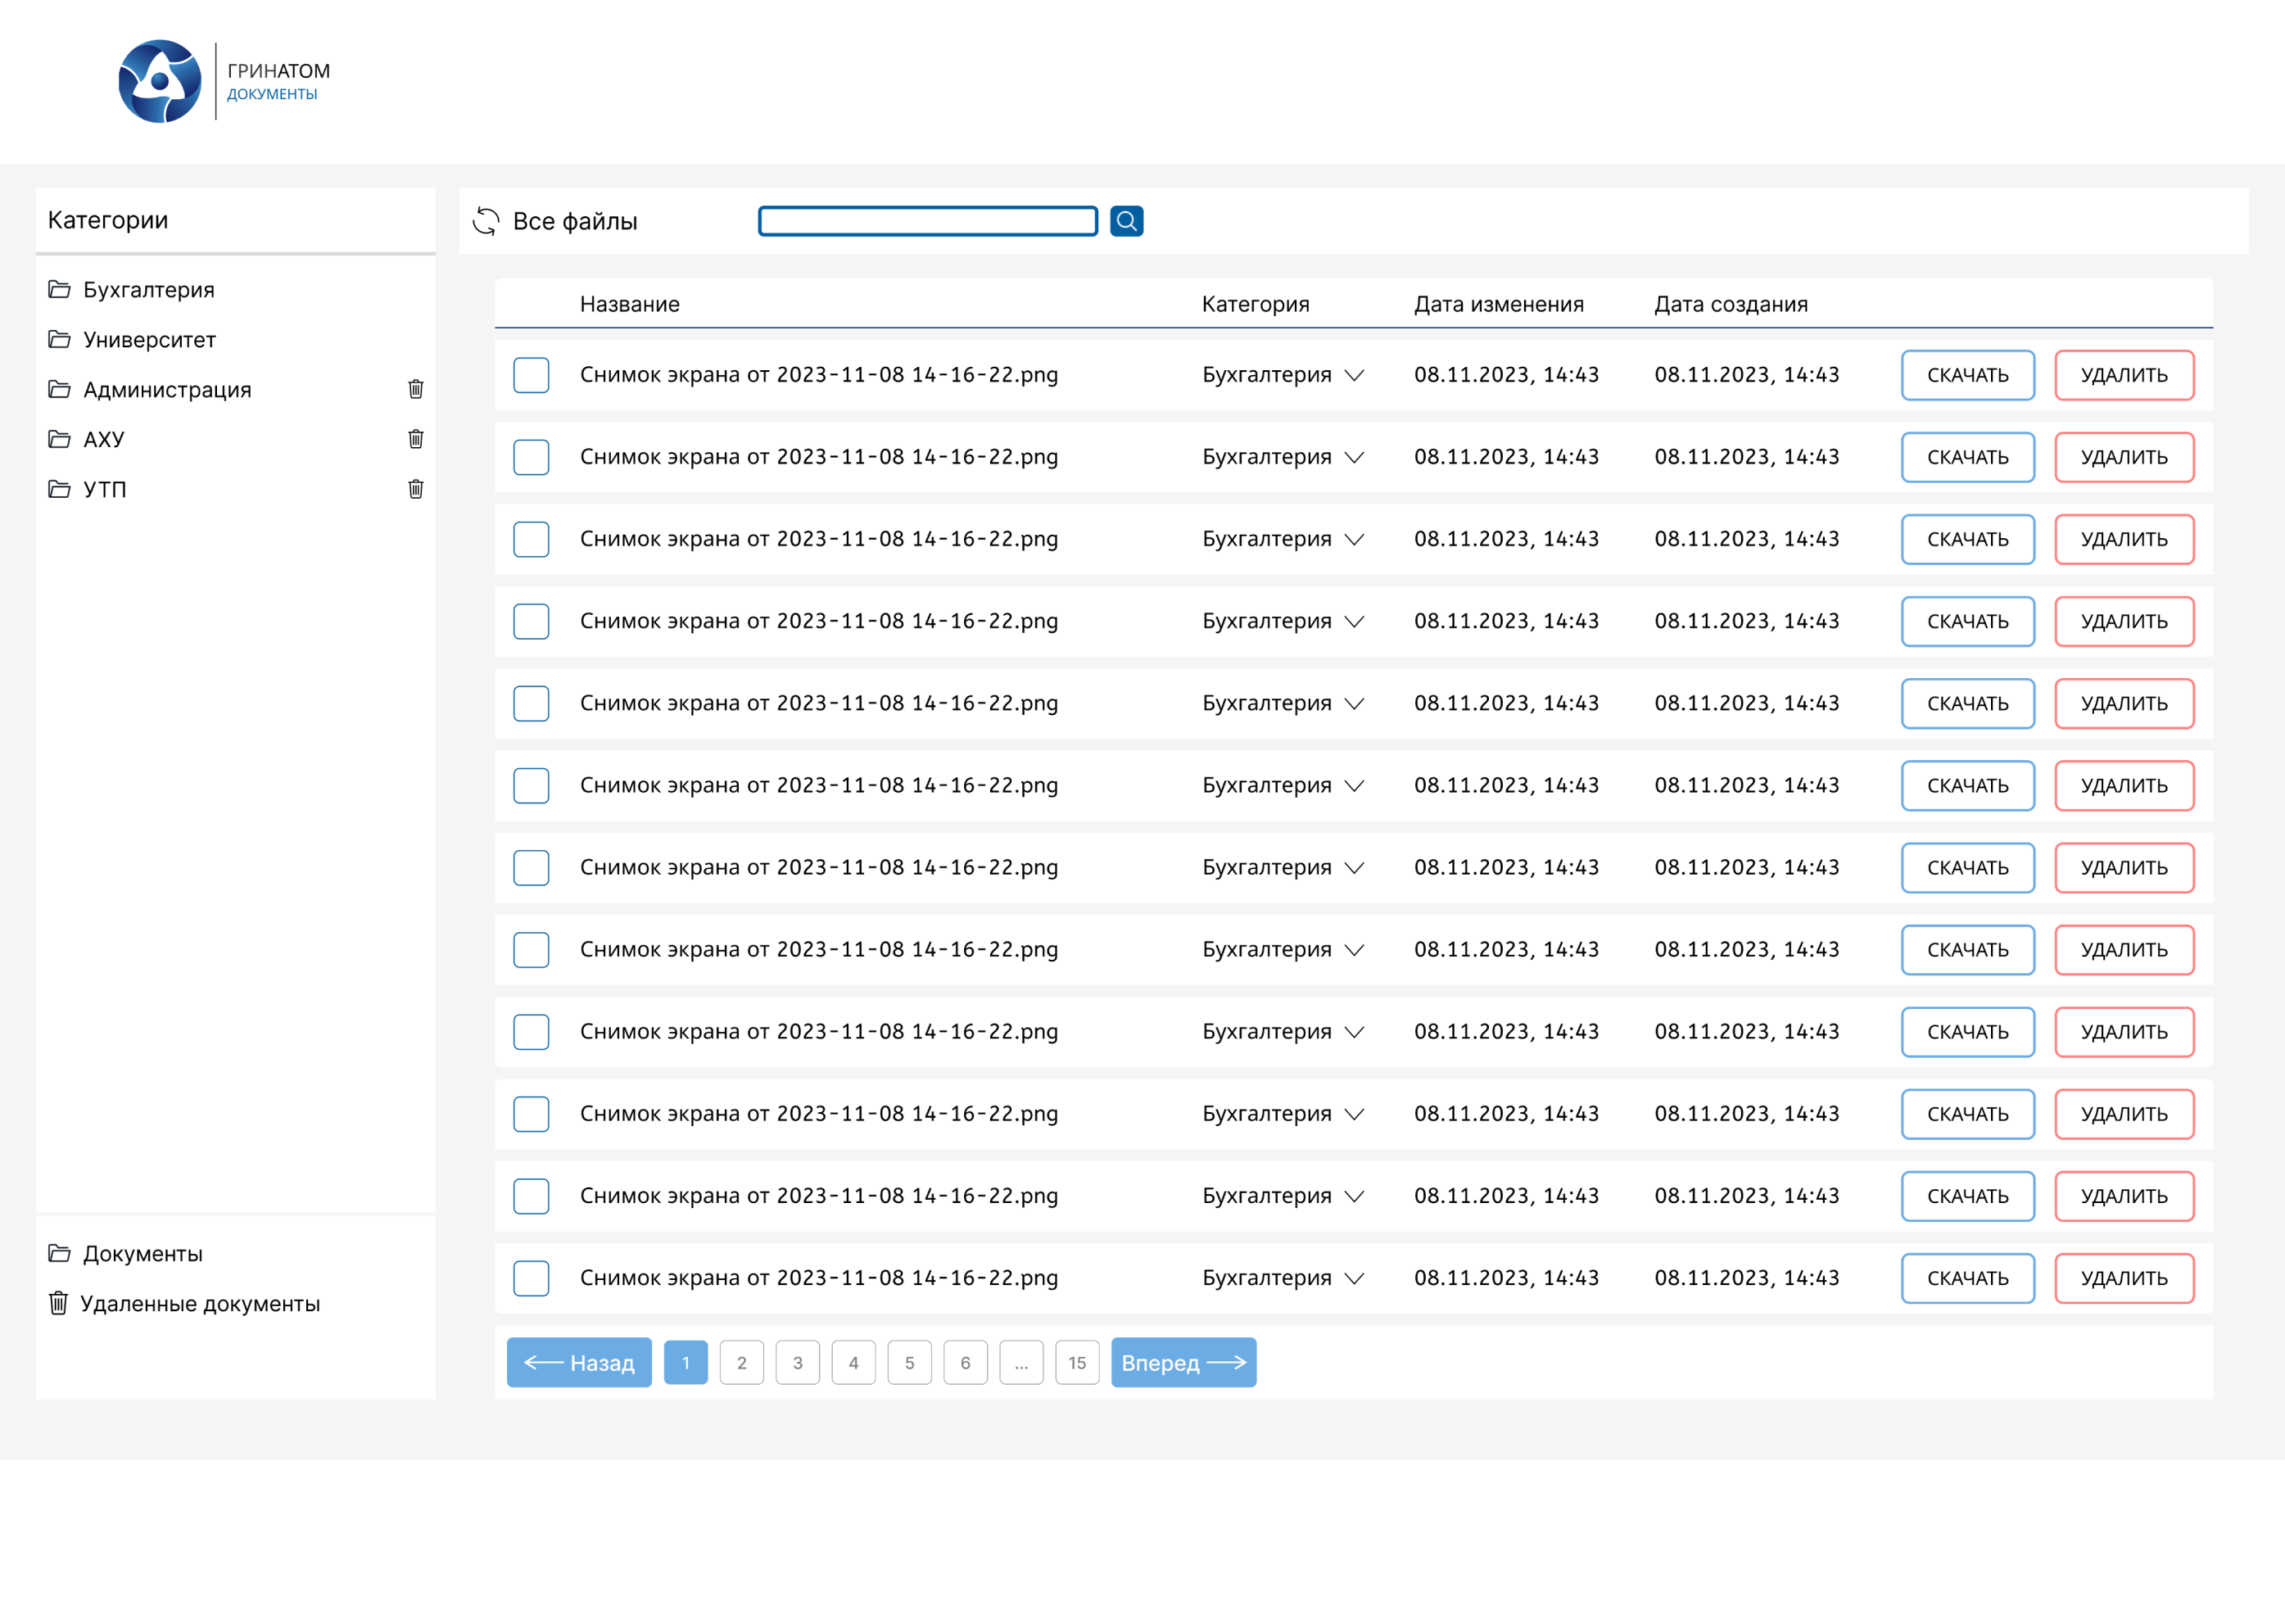 ГРИНАТОМ
ДОКУМЕНТЫ
Категории
Бухгалтерия
Университет
Администрация
АХУ
УТП
Документы
Удаленные документы
Все файлы
Название Категория Дата изменения Дата создания
Снимок экрана от 2023-11-08 14-16-22.png Бухгалтерия 08.11.2023, 14:43 08.11.2023, 14:43 СКАЧАТЬ УДАЛИТЬ
Снимок экрана от 2023-11-08 14-16-22.png Бухгалтерия 08.11.2023, 14:43 08.11.2023, 14:43 СКАЧАТЬ УДАЛИТЬ
Снимок экрана от 2023-11-08 14-16-22.png Бухгалтерия 08.11.2023, 14:43 08.11.2023, 14:43 СКАЧАТЬ УДАЛИТЬ
Снимок экрана от 2023-11-08 14-16-22.png Бухгалтерия 08.11.2023, 14:43 08.11.2023, 14:43 СКАЧАТЬ УДАЛИТЬ
Снимок экрана от 2023-11-08 14-16-22.png Бухгалтерия 08.11.2023, 14:43 08.11.2023, 14:43 СКАЧАТЬ УДАЛИТЬ
Снимок экрана от 2023-11-08 14-16-22.png Бухгалтерия 08.11.2023, 14:43 08.11.2023, 14:43 СКАЧАТЬ УДАЛИТЬ
Снимок экрана от 2023-11-08 14-16-22.png Бухгалтерия 08.11.2023, 14:43 08.11.2023, 14:43 СКАЧАТЬ УДАЛИТЬ
Снимок экрана от 2023-11-08 14-16-22.png Бухгалтерия 08.11.2023, 14:43 08.11.2023, 14:43 СКАЧАТЬ УДАЛИТЬ
Снимок экрана от 2023-11-08 14-16-22.png Бухгалтерия 08.11.2023, 14:43 08.11.2023, 14:43 СКАЧАТЬ УДАЛИТЬ
Снимок экрана от 2023-11-08 14-16-22.png Бухгалтерия 08.11.2023, 14:43 08.11.2023, 14:43 СКАЧАТЬ УДАЛИТЬ
Снимок экрана от 2023-11-08 14-16-22.png Бухгалтерия 08.11.2023, 14:43 08.11.2023, 14:43 СКАЧАТЬ УДАЛИТЬ
Снимок экрана от 2023-11-08 14-16-22.png Бухгалтерия 08.11.2023, 14:43 08.11.2023, 14:43 СКАЧАТЬ УДАЛИТЬ
Назад 1 2 3 4 5 6 ... 15 Вперед